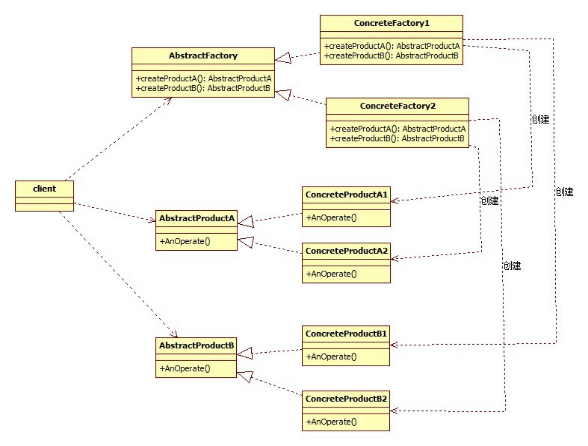 ConcreteFactory1
+createProductA(): AbstractProductA
+createProductB(): AbstractProductB
AbstractFactory
+createProductA(): AbstractProductA
+createProductB(): AbstractProductB
ConcreteFactory2
+createProductA(): AbstractProductA
+createProductB(): AbstractProductB
创建
client
创建
ConcreteProductA1
+AnOperate()
创建
AbstractProductA
+AnOperate()
ConcreteProductA2
+AnOperate()
创建
ConcreteProductB1
+AnOperate()
AbstractProductB
+AnOperate()
ConcreteProductB2
+AnOperate()